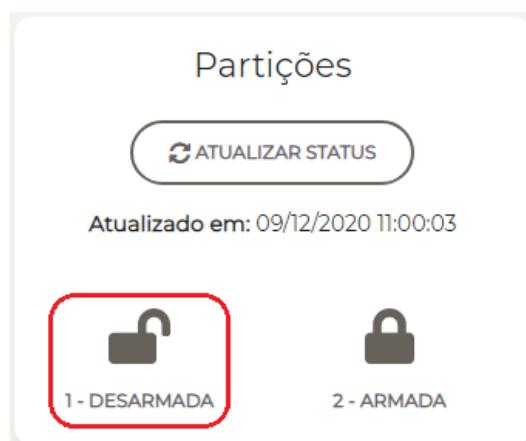 Partições
ATUALIZAR STATUS
Atualizado em: 09/12/2020 11:00:03
1 - DESARMADA
2 - ARMADA